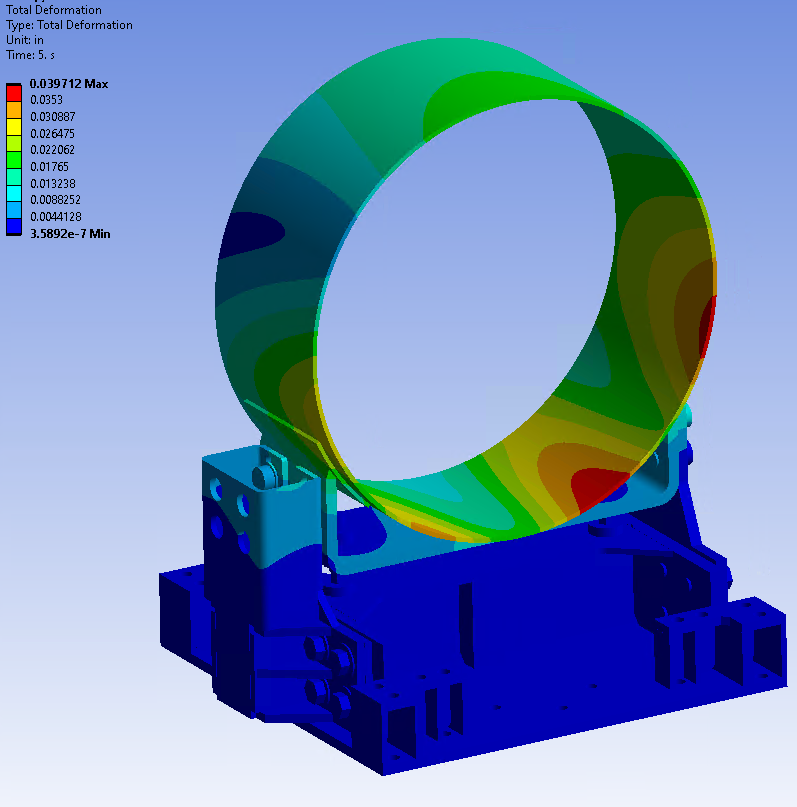 Total Deformation
Type: Total Deformation
Unit: in
Time: 5. s
0.039712 Max
0.0353
0.030887
0.026475
0.022062
0.01765
0.013238
0.0088252
0.0044128
3.5892e-7 Min